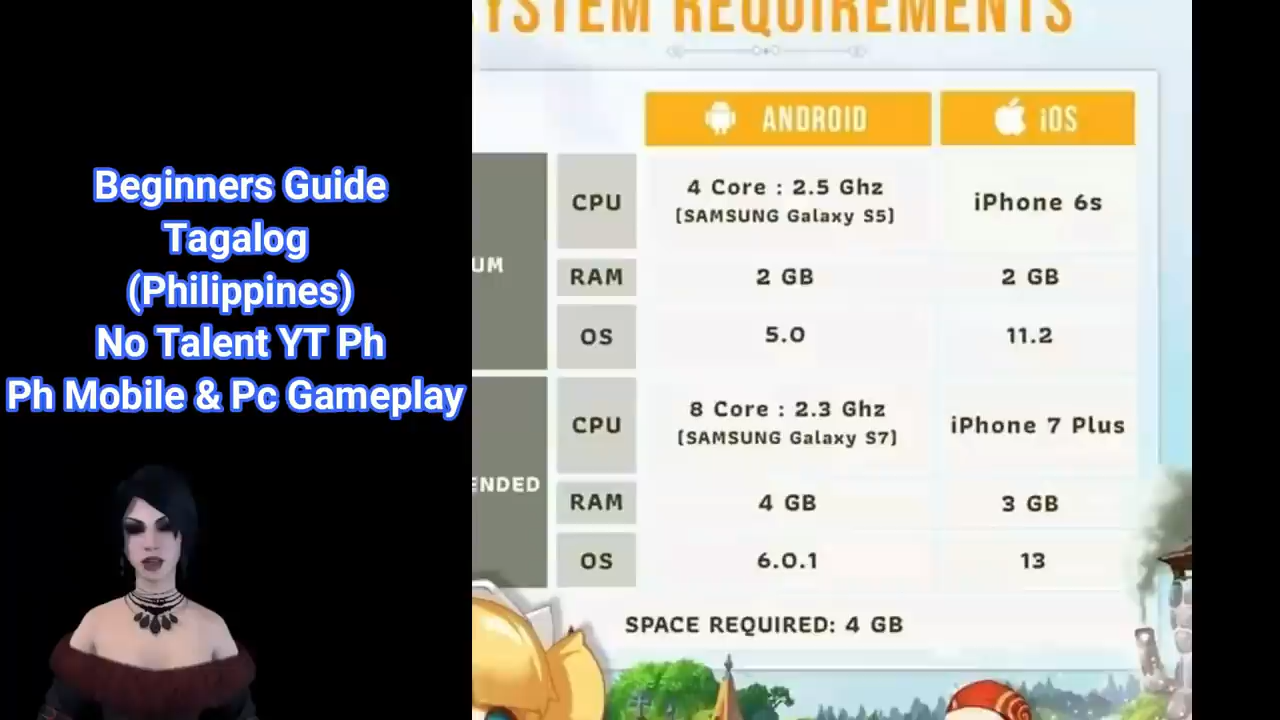 Beginners Guide
Tagalog
(Philippines)
No Talent YT Ph
Ph Mobile & Pc Gameplay
YSTEM REQUIREMENTS
ANDROID iOS
UM
CPU 4 Core : 2.5 Ghz
[SAMSUNG Galaxy S5] iPhone 6s
RAM 2 GB 2 GB
OS 5.0 11.2
ENDED
CPU 8 Core : 2.3 Ghz
[SAMSUNG Galaxy S7] iPhone 7 Plus
RAM 4 GB 3 GB
OS 6.0.1 13
SPACE REQUIRED: 4 GB